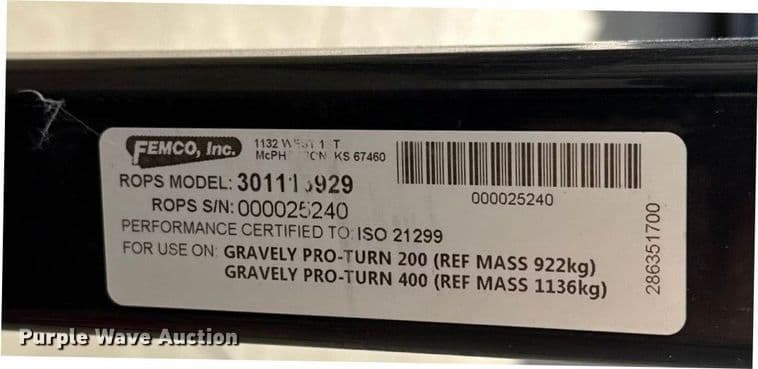 FEMCO, Inc.
1132
KS 67460
000025240
ROPS MODEL:
ROPS S/N: 000025240
PERFORMANCE CERTIFIED TO: ISO 21299
FOR USE ON: GRAVELY PRO-TURN 200 (REF MASS 922kg)
GRAVELY PRO-TURN 400 (REF MASS 1136kg)
286351700
Purple Wave Auction